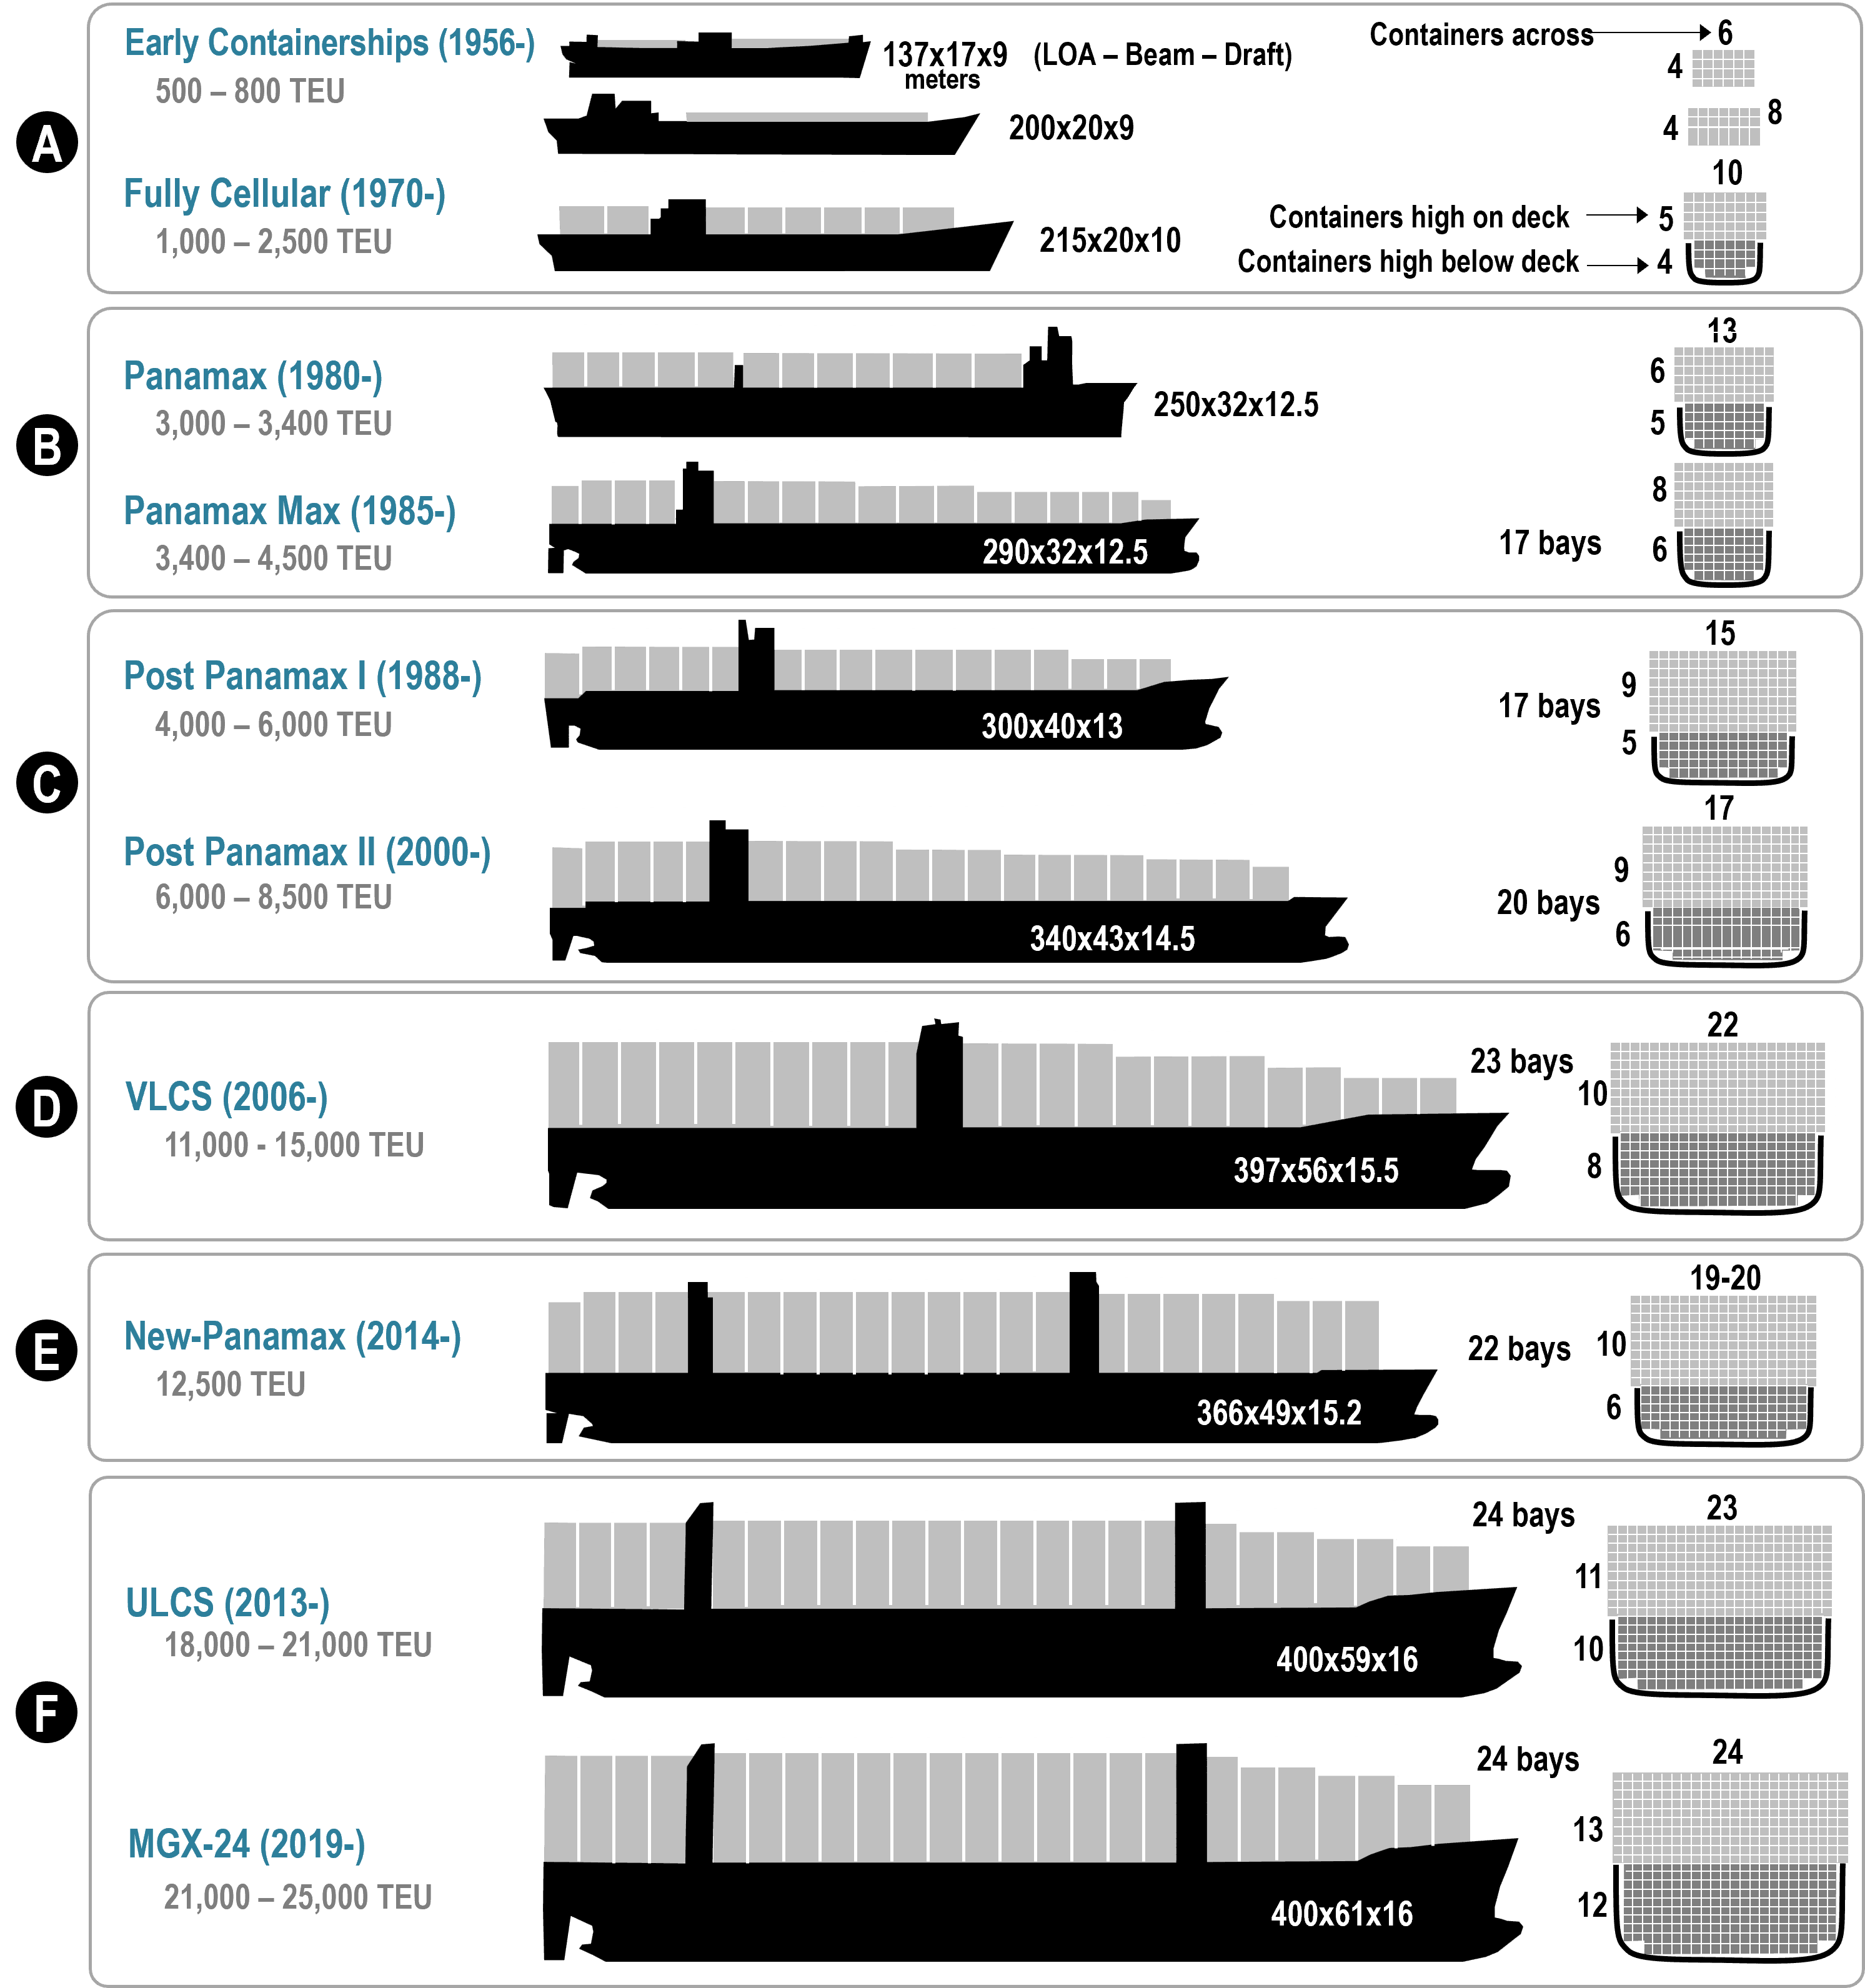 A
Early Containerships (1956-)
500 – 800 TEU
137x17x9
meters
(LOA – Beam – Draft)
Containers across
6
4
200x20x9
4
8
Fully Cellular (1970-)
1,000 – 2,500 TEU
215x20x10
10
Containers high on deck
5
Containers high below deck
4
B
Panamax (1980-)
3,000 – 3,400 TEU
250x32x12.5
13
6
5
Panamax Max (1985-)
3,400 – 4,500 TEU
290x32x12.5
17 bays
8
6
C
Post Panamax I (1988-)
4,000 – 6,000 TEU
300x40x13
17 bays
15
9
5
Post Panamax II (2000-)
6,000 – 8,500 TEU
340x43x14.5
20 bays
17
9
6
D
VLCS (2006-)
11,000 - 15,000 TEU
397x56x15.5
23 bays
22
10
8
E
New-Panamax (2014-)
12,500 TEU
366x49x15.2
22 bays
19-20
10
6
F
ULCS (2013-)
18,000 – 21,000 TEU
400x59x16
24 bays
23
11
10
MGX-24 (2019-)
21,000 – 25,000 TEU
400x61x16
24 bays
24
13
12